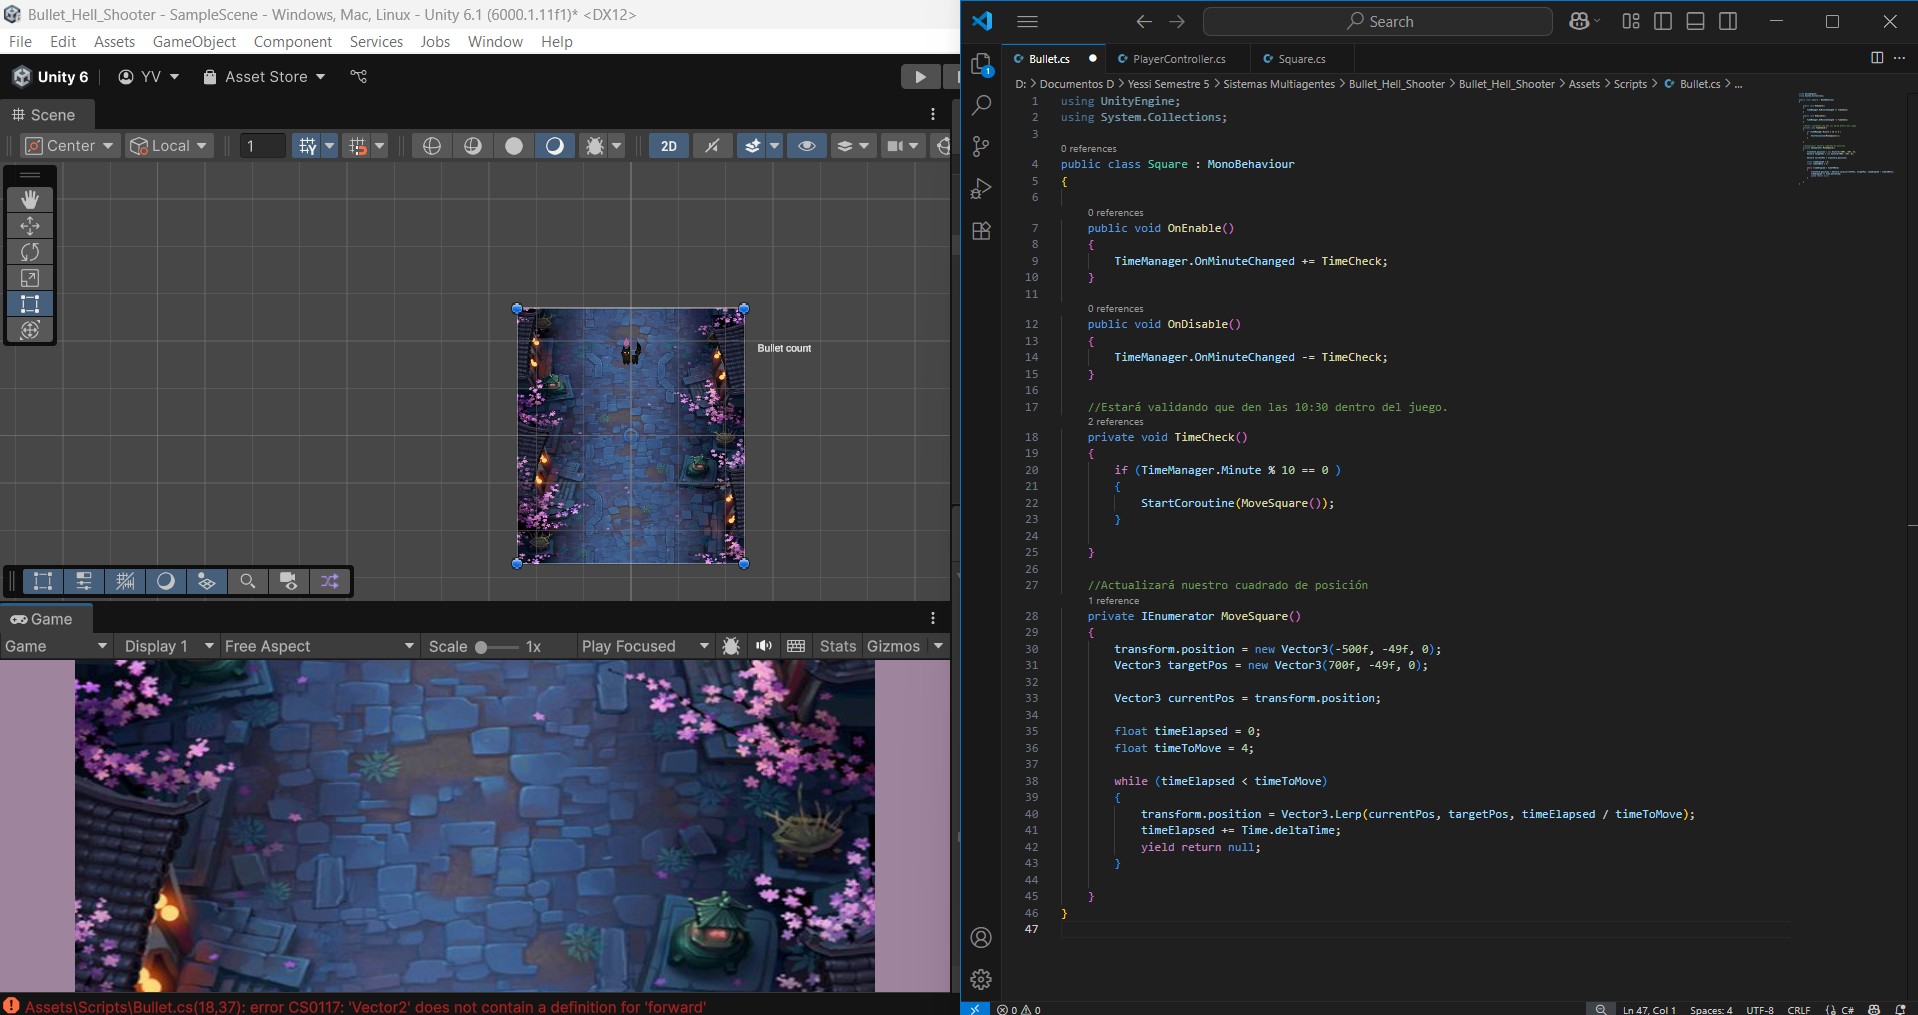 Bullet_Hell_Shooter - SampleScene - Windows, Mac, Linux - Unity 6.1 (6000.1.11f1)* <DX12>
File Edit Assets GameObject Component Services Jobs Window Help
Unity 6 YV Asset Store
Scene
Center Local 1 2D
Bullet count
Game
Game Display 1 Free Aspect Scale 1x Play Focused Stats Gizmos
Assets\Scripts\Bullet.cs(18,37): error CS0117: 'Vector2' does not contain a definition for 'forward'
Search
1
Bullet.cs PlayerController.cs Square.cs
D: > Documentos D > Yessi Semestre 5 > Sistemas Multiagentes > Bullet_Hell_Shooter > Bullet_Hell_Shooter > Assets > Scripts > Bullet.cs > ...
1 using UnityEngine;
2 using System.Collections;
3
0 references
4 public class Square : MonoBehaviour
5 {
6
0 references
7 public void OnEnable()
8 {
9 TimeManager.OnMinuteChanged += TimeCheck;
10 }
11
0 references
12 public void OnDisable()
13 {
14 TimeManager.OnMinuteChanged -= TimeCheck;
15 }
16
17 //Estará validando que den las 10:30 dentro del juego.
2 references
18 private void TimeCheck()
19 {
20 if (TimeManager.Minute % 10 == 0 )
21 {
22 StartCoroutine(MoveSquare());
23 }
24
25 }
26
27 //Actualizará nuestro cuadrado de posición
1 reference
28 private IEnumerator MoveSquare()
29 {
30 transform.position = new Vector3(-500f, -49f, 0);
31 Vector3 targetPos = new Vector3(700f, -49f, 0);
32
33 Vector3 currentPos = transform.position;
34
35 float timeElapsed = 0;
36 float timeToMove = 4;
37
38 while (timeElapsed < timeToMove)
39 {
40 transform.position = Vector3.Lerp(currentPos, targetPos, timeElapsed / timeToMove);
41 timeElapsed += Time.deltaTime;
42 yield return null;
43 }
44
45 }
46 }
47
0 0 Ln 47, Col 1 Spaces: 4 UTF-8 CRLF {} C#